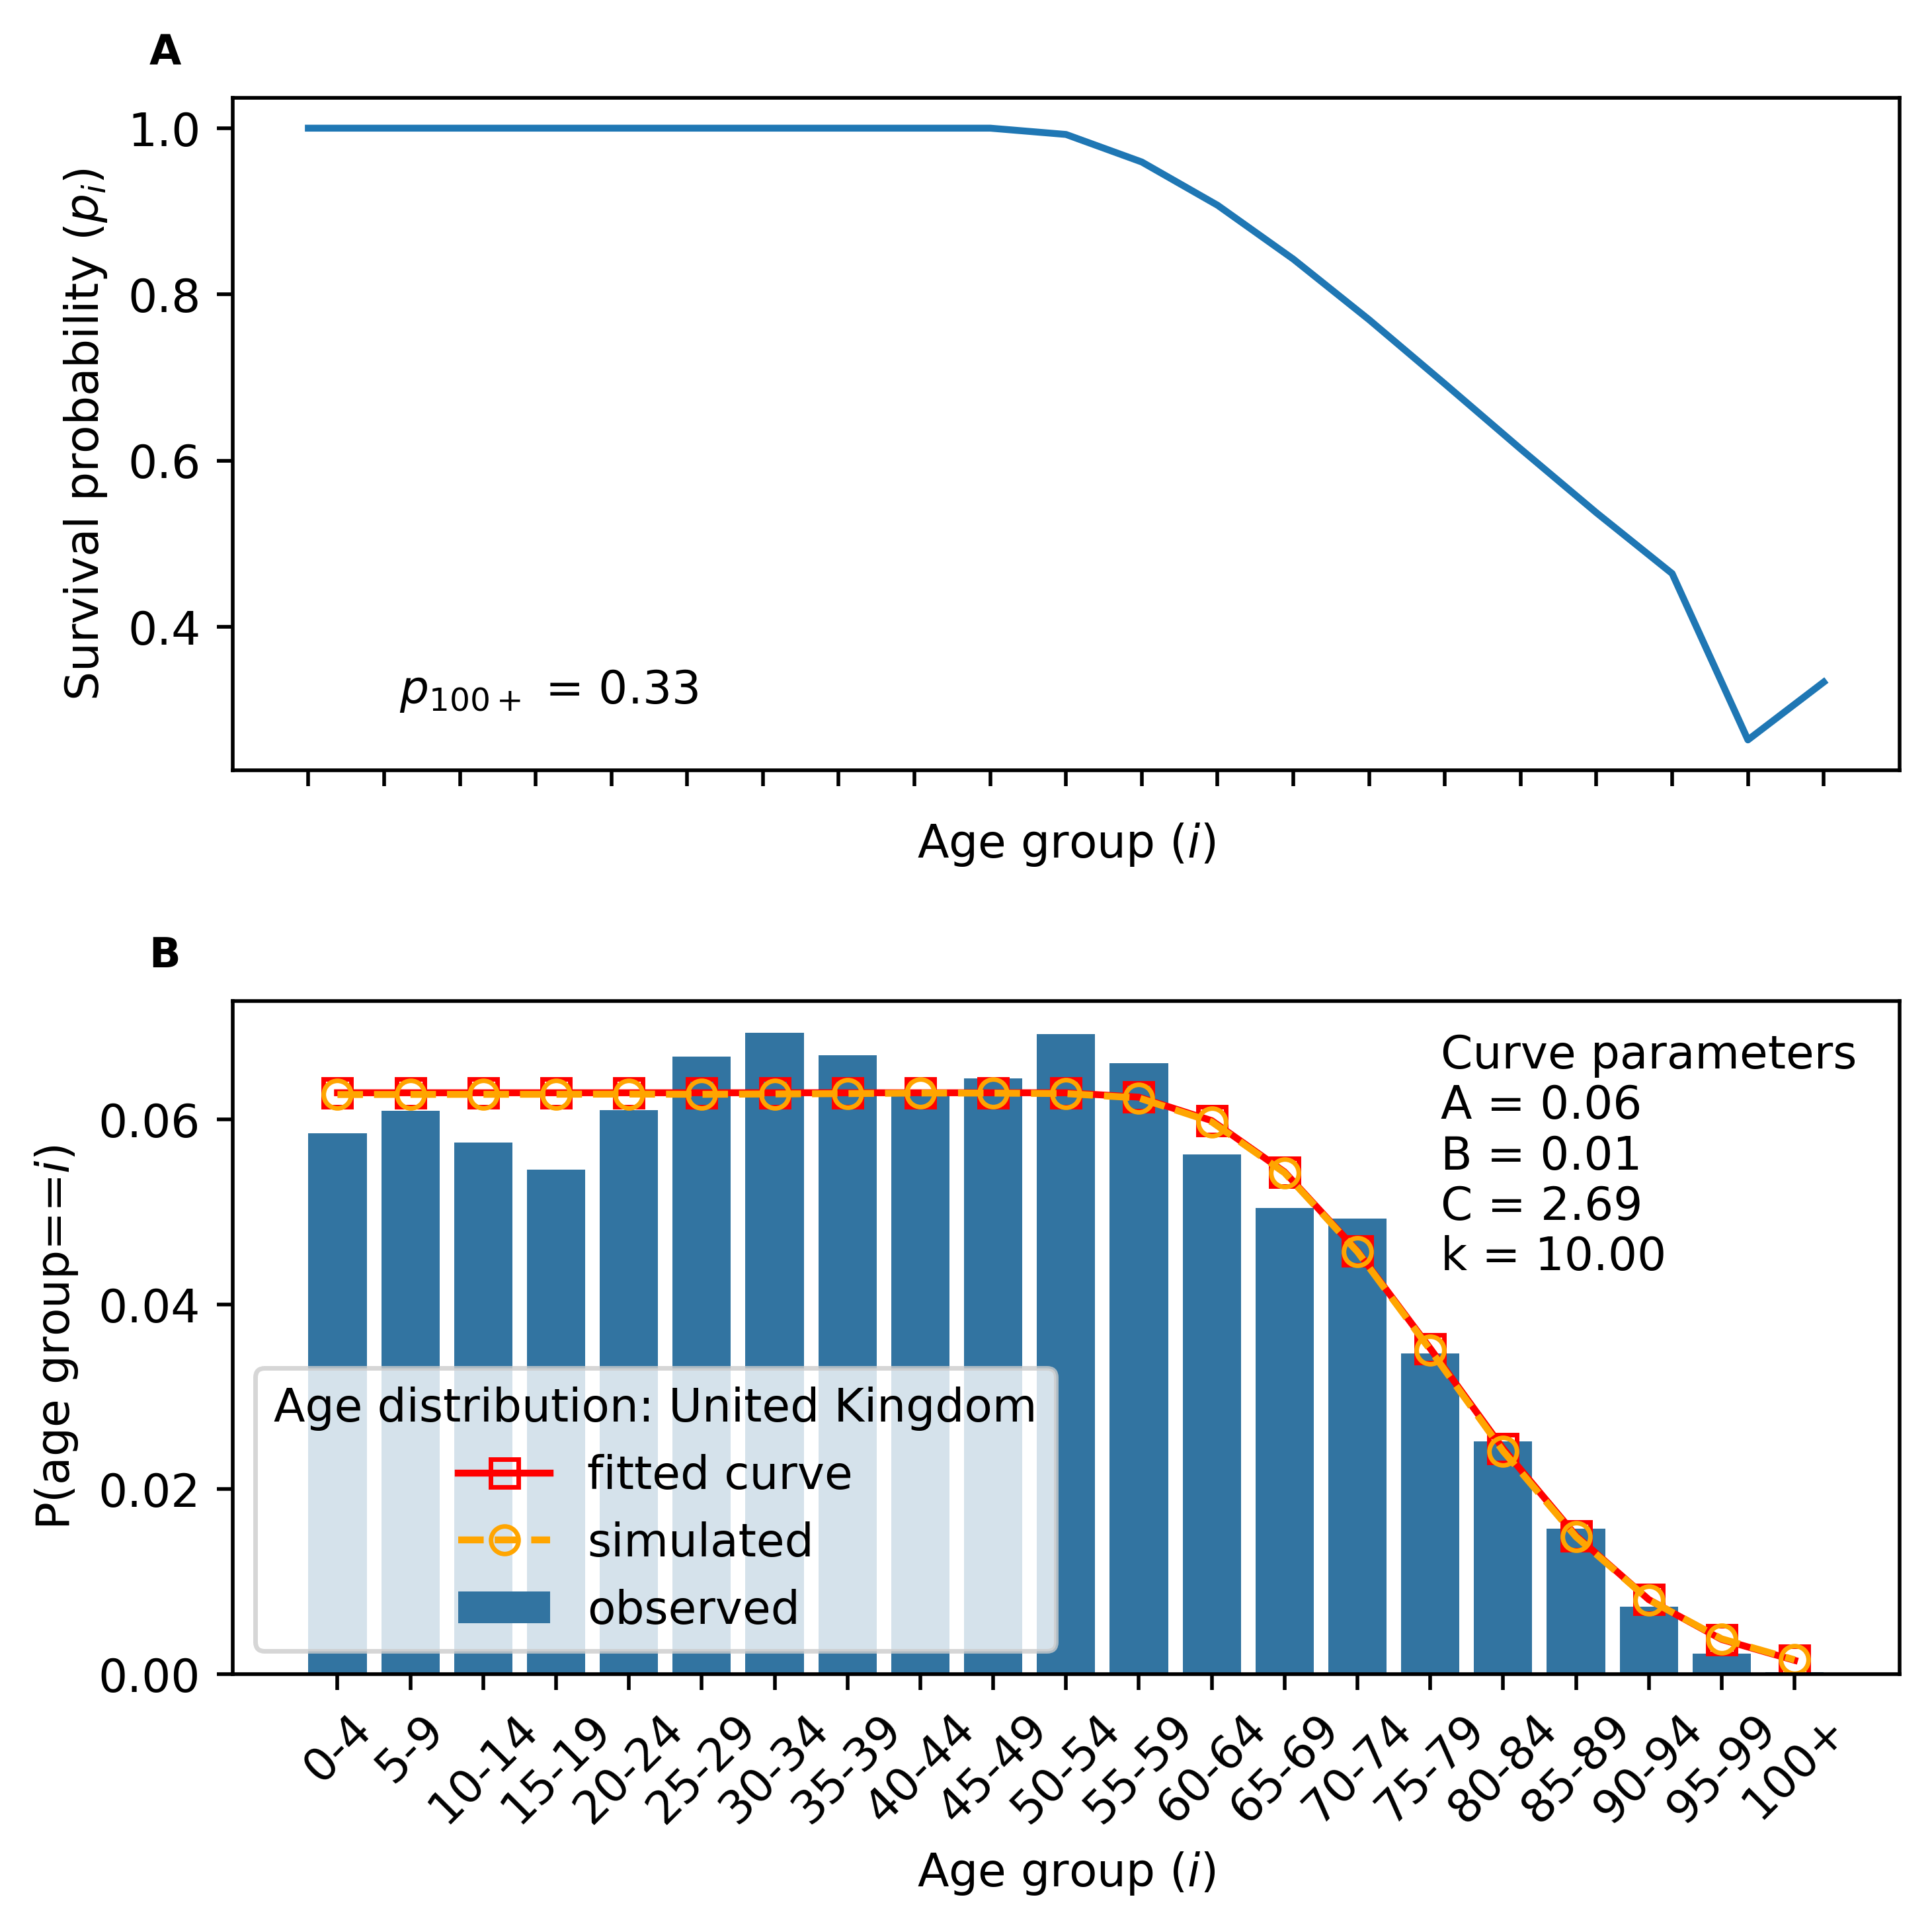 A
1.0
0.8
0.6
0.4
Survival probability (p_i)
p_{100+} = 0.33
Age group (i)
B
0.06
0.04
0.02
0.00
P(age group==i)
Curve parameters
A = 0.06
B = 0.01
C = 2.69
k = 10.00
Age distribution: United Kingdom
fitted curve
simulated
observed
0-4
5-9
10-14
15-19
20-24
25-29
30-34
35-39
40-44
45-49
50-54
55-59
60-64
65-69
70-74
75-79
80-84
85-89
90-94
95-99
100+
Age group (i)